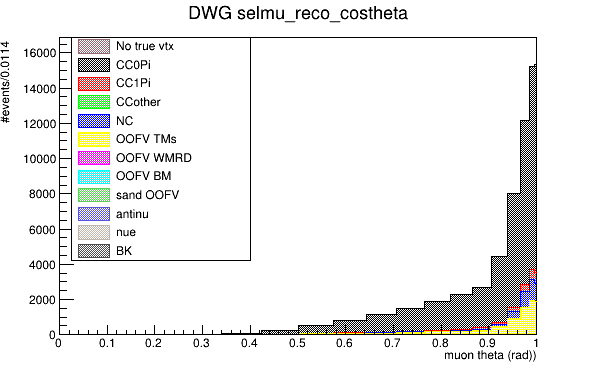 DWG selmu_reco_costheta
#events/0.0114
16000
14000
12000
10000
8000
6000
4000
2000
0
No true vtx
CC0Pi
CC1Pi
CCother
NC
OOFV TMs
OOFV WMRD
OOFV BM
sand OOFV
antinu
nue
BK
0 0.1 0.2 0.3 0.4 0.5 0.6 0.7 0.8 0.9 1
muon theta (rad))